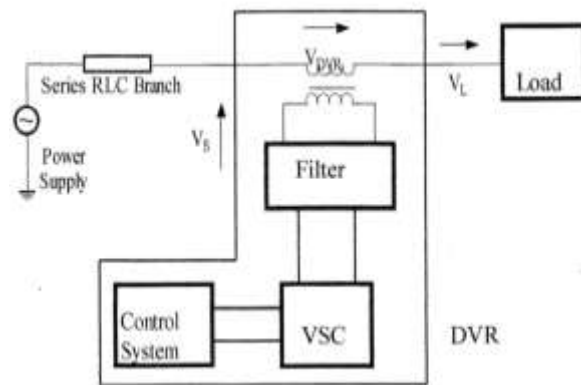 V_DVR
Series RLC Branch
V_L
Load
V_S
Power
Supply
Filter
Control
System
VSC
DVR